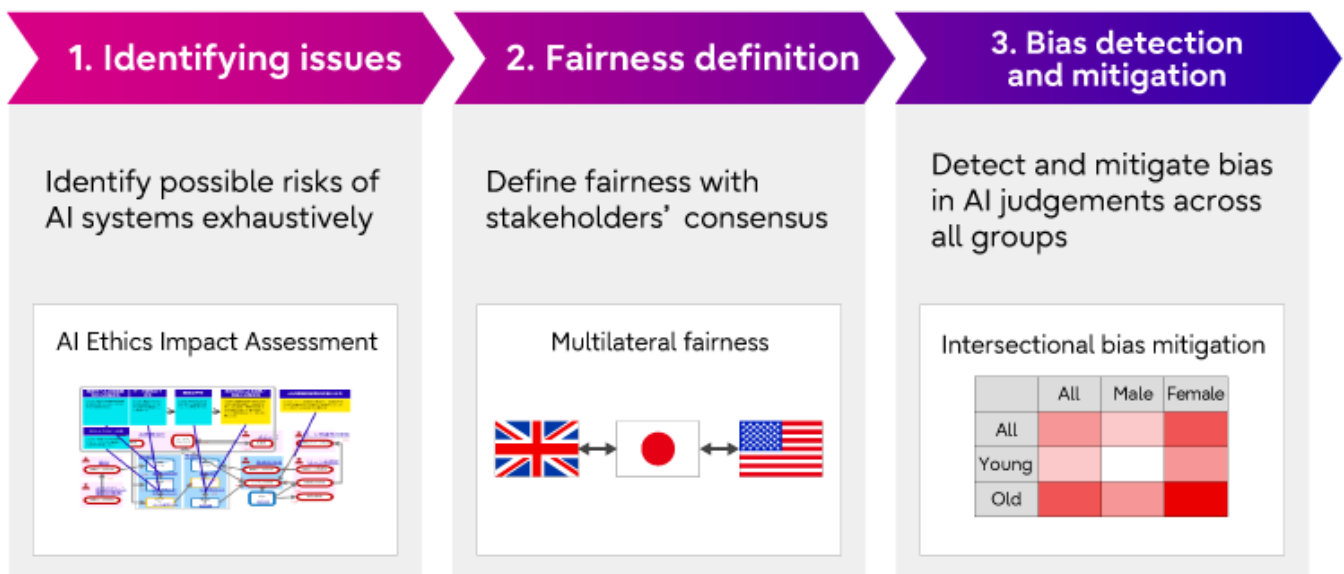 1. Identifying issues
2. Fairness definition
3. Bias detection
and mitigation
Identify possible risks of
AI systems exhaustively
Define fairness with
stakeholders’ consensus
Detect and mitigate bias
in AI judgements across
all groups
AI Ethics Impact Assessment
Multilateral fairness
Intersectional bias mitigation
All Male Female
All
Young
Old